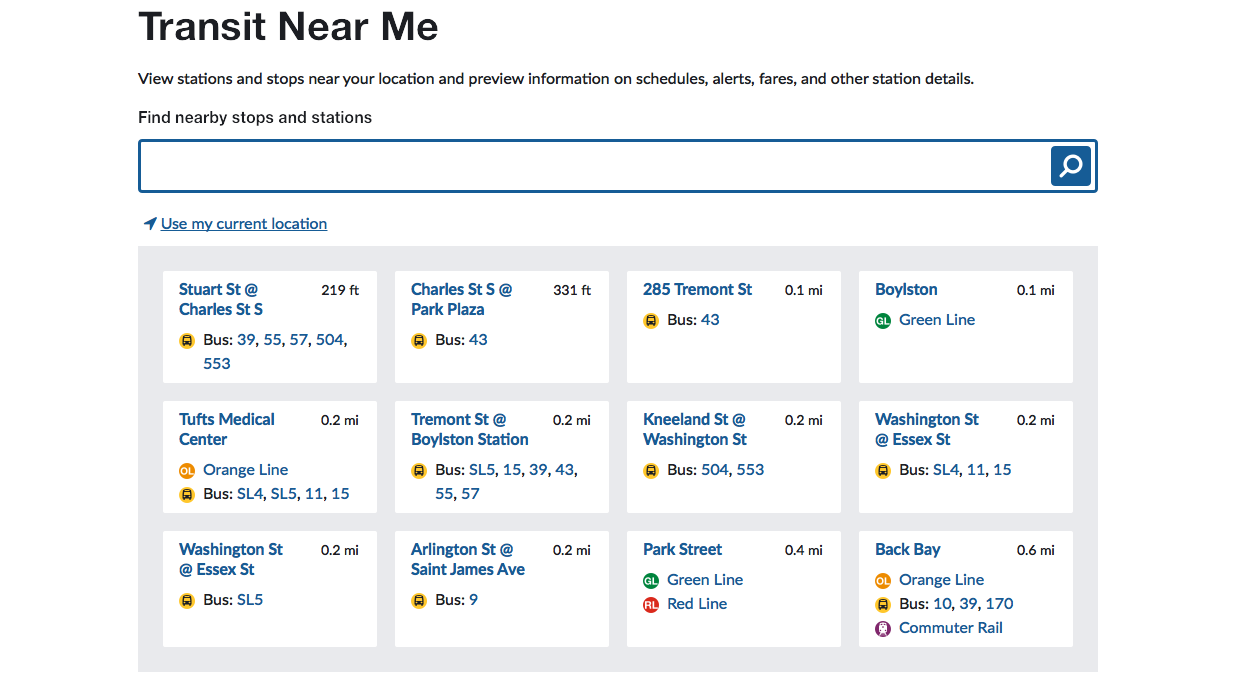 Transit Near Me
View stations and stops near your location and preview information on schedules, alerts, fares, and other station details.
Find nearby stops and stations
Use my current location
Stuart St @ 219 ft
Charles St S
Bus: 39, 55, 57, 504,
553
Charles St S @ 331 ft
Park Plaza
Bus: 43
285 Tremont St 0.1 mi
Bus: 43
Boylston 0.1 mi
GL Green Line
Tufts Medical 0.2 mi
Center
OL Orange Line
Bus: SL4, SL5, 11, 15
Tremont St @ 0.2 mi
Boylston Station
Bus: SL5, 15, 39, 43,
55, 57
Kneeland St @ 0.2 mi
Washington St
Bus: 504, 553
Washington St 0.2 mi
@ Essex St
Bus: SL4, 11, 15
Washington St 0.2 mi
@ Essex St
Bus: SL5
Arlington St @ 0.2 mi
Saint James Ave
Bus: 9
Park Street 0.4 mi
GL Green Line
RL Red Line
Back Bay 0.6 mi
OL Orange Line
Bus: 10, 39, 170
Commuter Rail